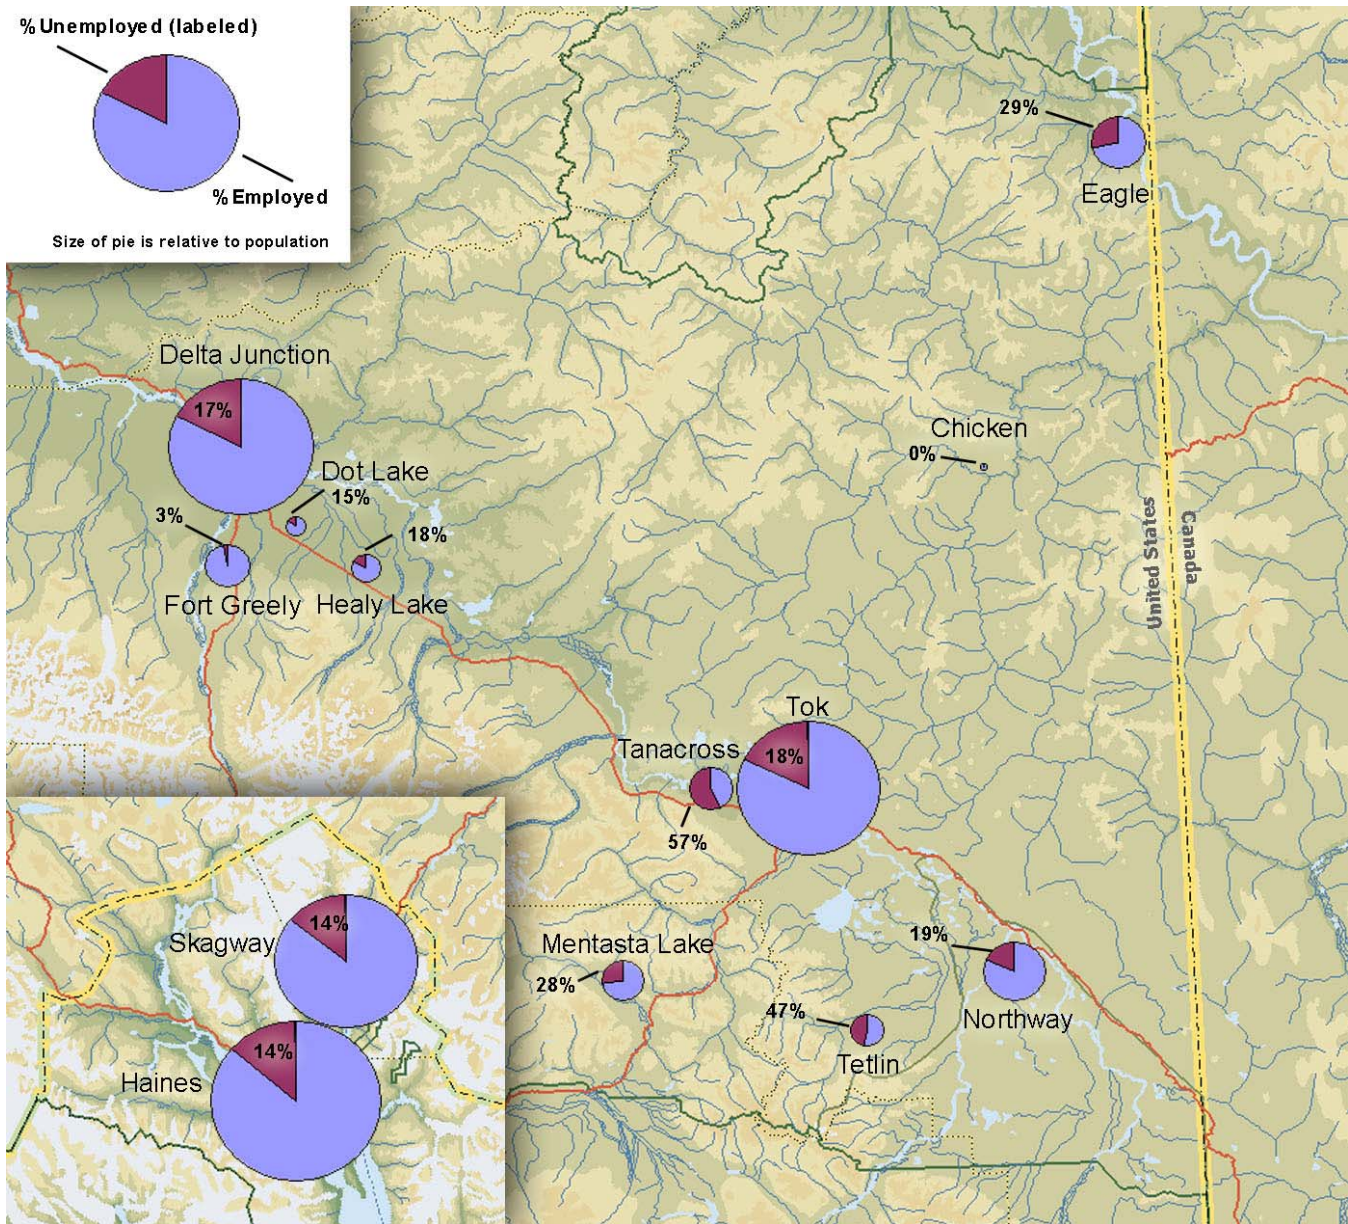 % Unemployed (labeled)
% Employed
Size of pie is relative to population
29%
Eagle
Delta Junction
17%
Chicken
0%
Dot Lake
15%
3%
18%
Fort Greely
Healy Lake
United States
Canada
Tok
Tanacross
18%
57%
Skagway
14%
Mentasta Lake
28%
19%
Northway
47%
Tetlin
14%
Haines